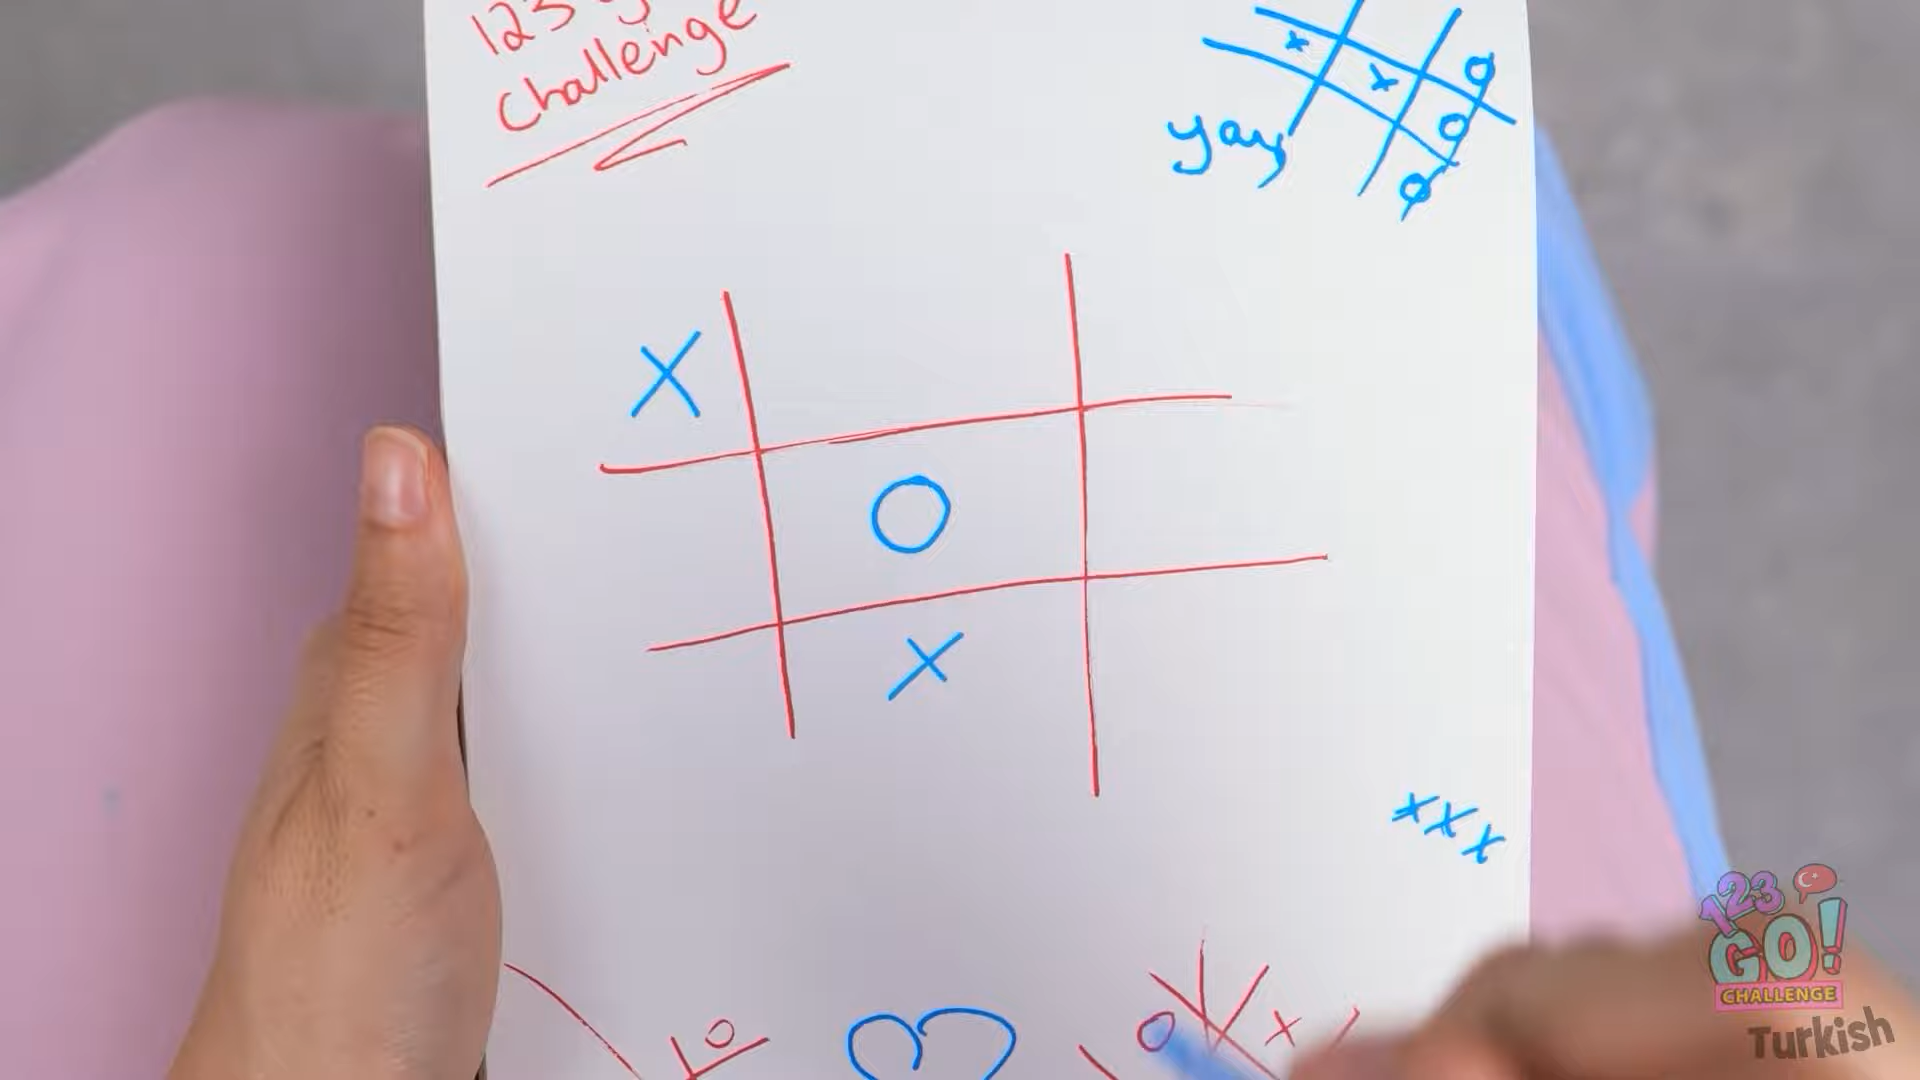 challenge
yay
X
O
X
x x x
123
GO!
CHALLENGE
Turkish